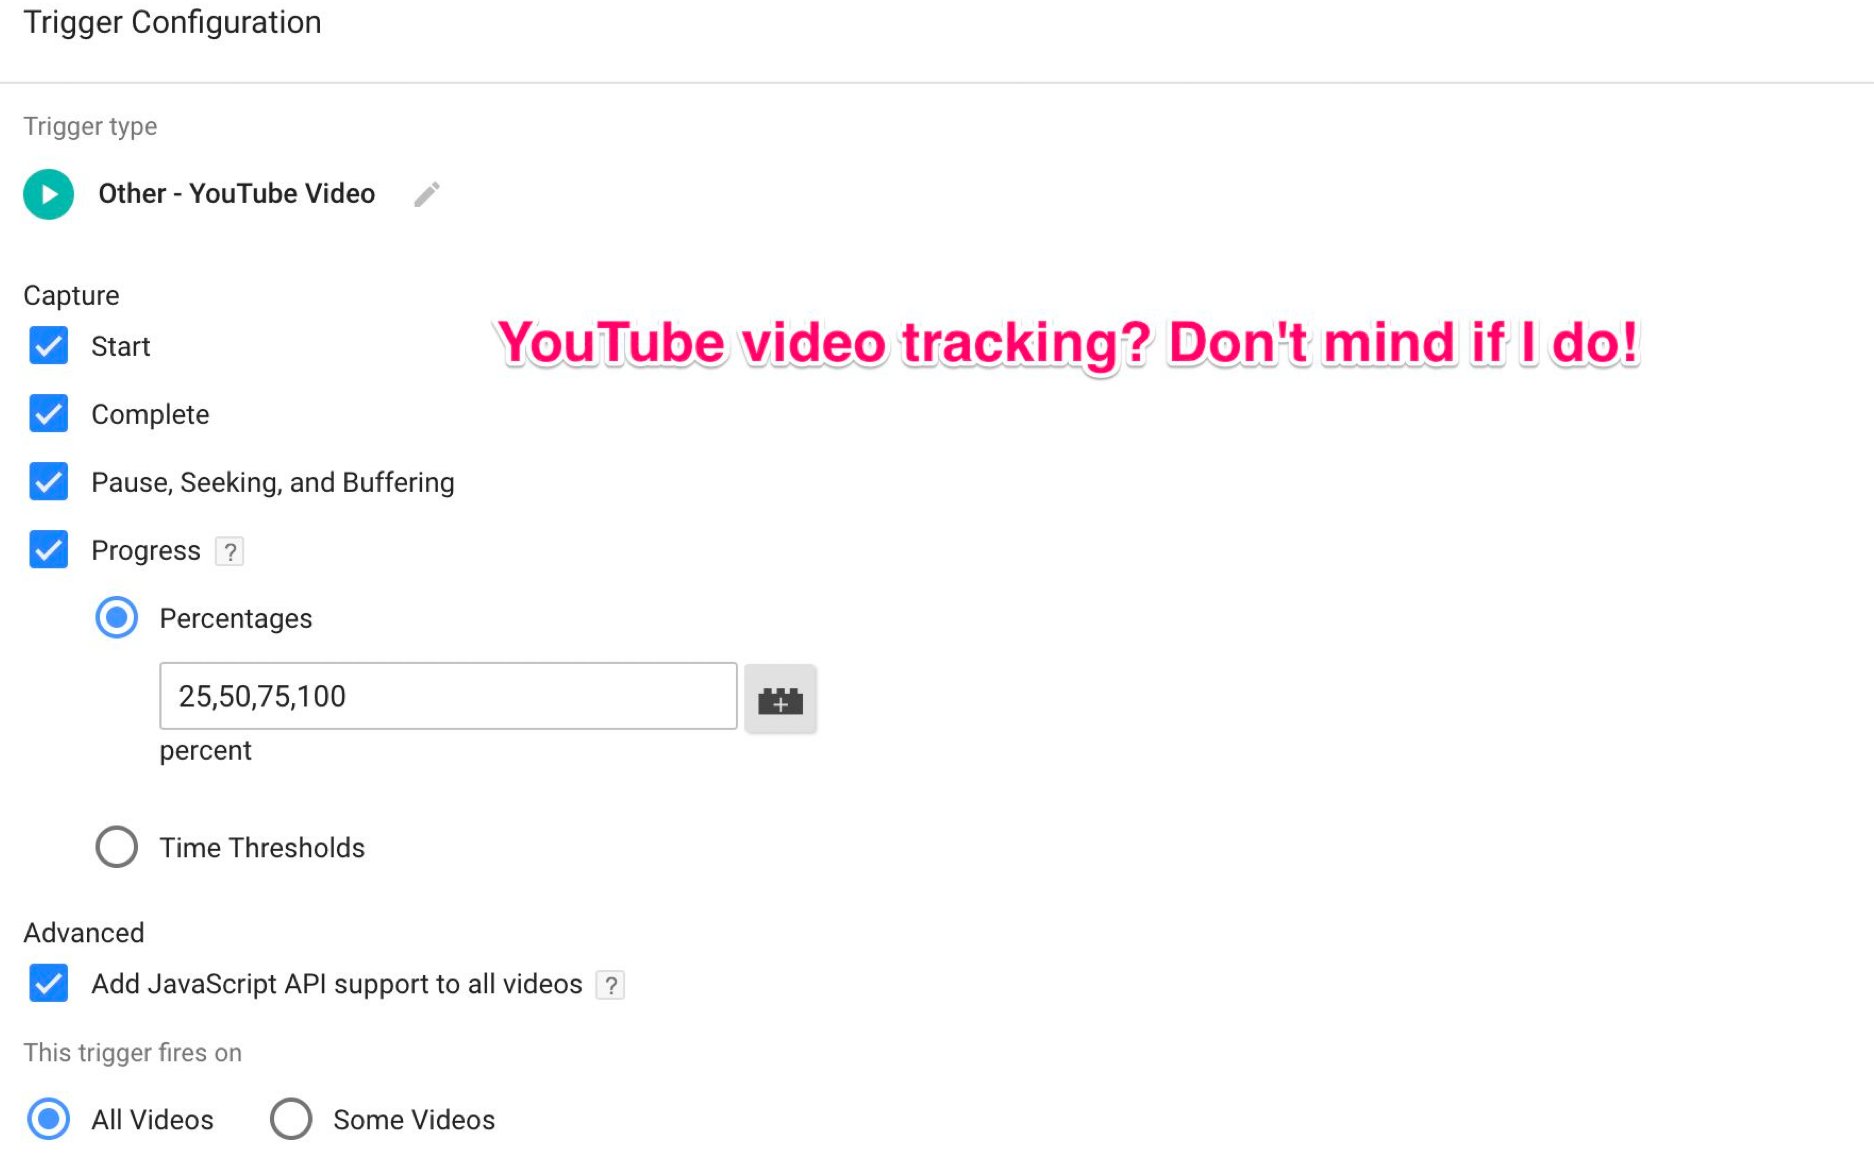 Trigger Configuration
Trigger type
Other - YouTube Video
Capture
Start
YouTube video tracking? Don't mind if I do!
Complete
Pause, Seeking, and Buffering
Progress ?
Percentages
25,50,75,100
percent
Time Thresholds
Advanced
Add JavaScript API support to all videos ?
This trigger fires on
All Videos Some Videos